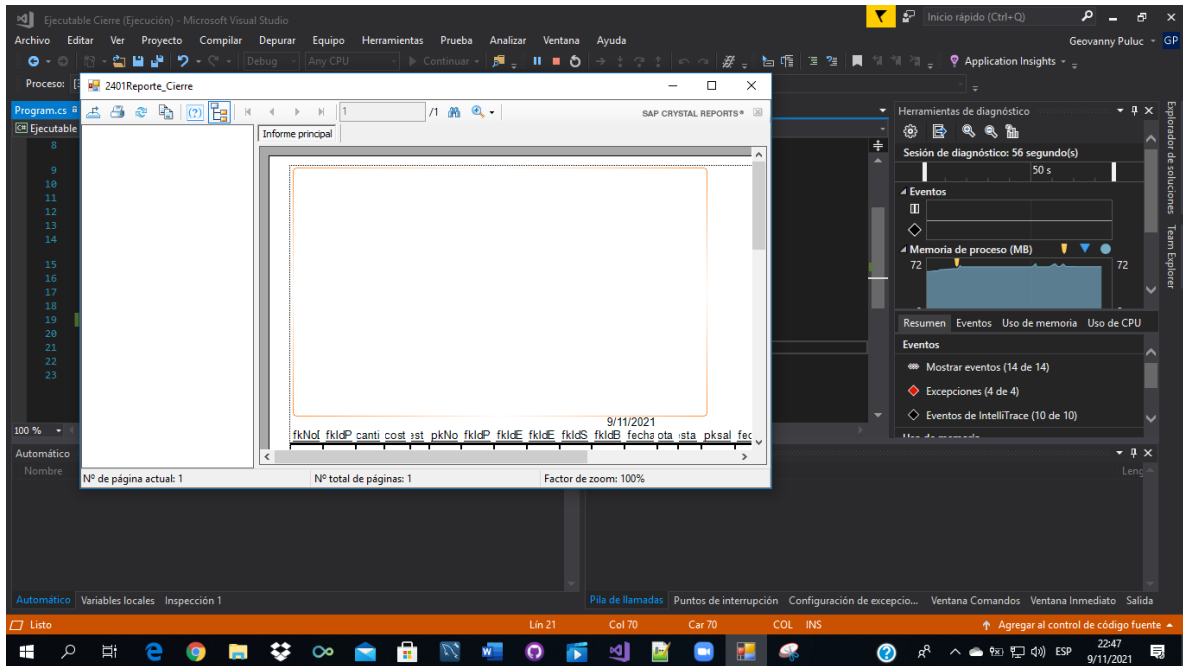 Ejecutable Cierre (Ejecución) - Microsoft Visual Studio
Inicio rápido (Ctrl+Q)
Archivo Editar Ver Proyecto Compilar Depurar Equipo Herramientas Prueba Analizar Ventana Ayuda
Geovanny Puluc GP
Debug Any CPU Continuar Application Insights
Proceso:
2401Reporte_Cierre
Program.cs
1 /1
SAP CRYSTAL REPORTS®
Ejecutable
Informe principal
8
9
10
11
12
13
14
15
16
17
18
19
20
21
22
23
9/11/2021
fkNoI fkIdP canti cost est pkNo fkIdP fkIdE fkIdE fkIdS fkIdB fecha ota sta pksal fec
100 %
Nº de página actual: 1 Nº total de páginas: 1 Factor de zoom: 100%
Herramientas de diagnóstico
Sesión de diagnóstico: 56 segundo(s)
50 s
Eventos
Memoria de proceso (MB)
72 72
Resumen Eventos Uso de memoria Uso de CPU
Eventos
Mostrar eventos (14 de 14)
Excepciones (4 de 4)
Eventos de IntelliTrace (10 de 10)
Explorador de soluciones
Team Explorer
Automático
Nombre
Leng
Automático Variables locales Inspección 1
Pila de llamadas Puntos de interrupción Configuración de excepcio... Ventana Comandos Ventana Inmediato Salida
Listo Lín 21 Col 70 Car 70 COL INS Agregar al control de código fuente
ESP
22:47
9/11/2021